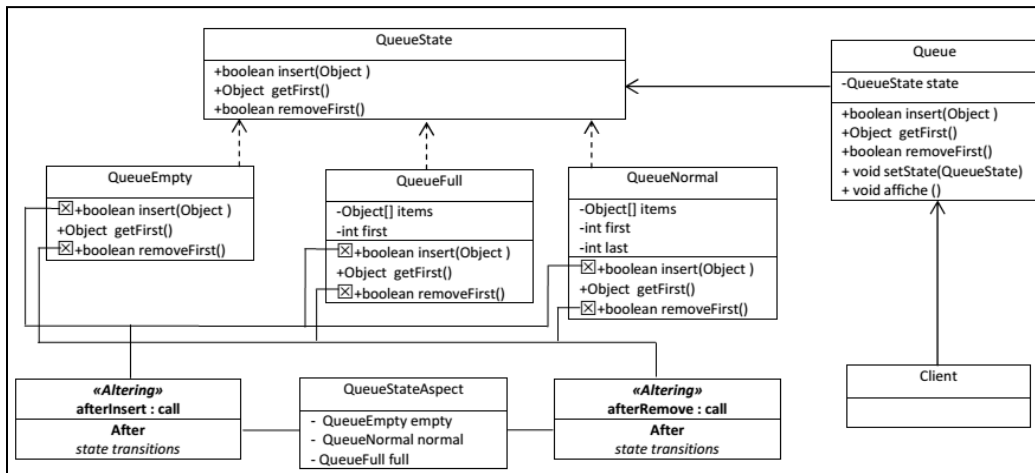 QueueState
+boolean insert(Object )
+Object  getFirst()
+boolean removeFirst()
Queue
-QueueState state
+boolean insert(Object )
+Object  getFirst()
+boolean removeFirst()
+ void setState(QueueState)
+ void affiche ()
QueueEmpty
+boolean insert(Object )
+Object  getFirst()
+boolean removeFirst()
QueueFull
-Object[] items
-int first
+boolean insert(Object )
+Object  getFirst()
+boolean removeFirst()
QueueNormal
-Object[] items
-int first
-int last
+boolean insert(Object )
+Object  getFirst()
+boolean removeFirst()
«Altering»
afterInsert : call
After
state transitions
QueueStateAspect
-  QueueEmpty empty
-  QueueNormal normal
- QueueFull full
«Altering»
afterRemove : call
After
state transitions
Client